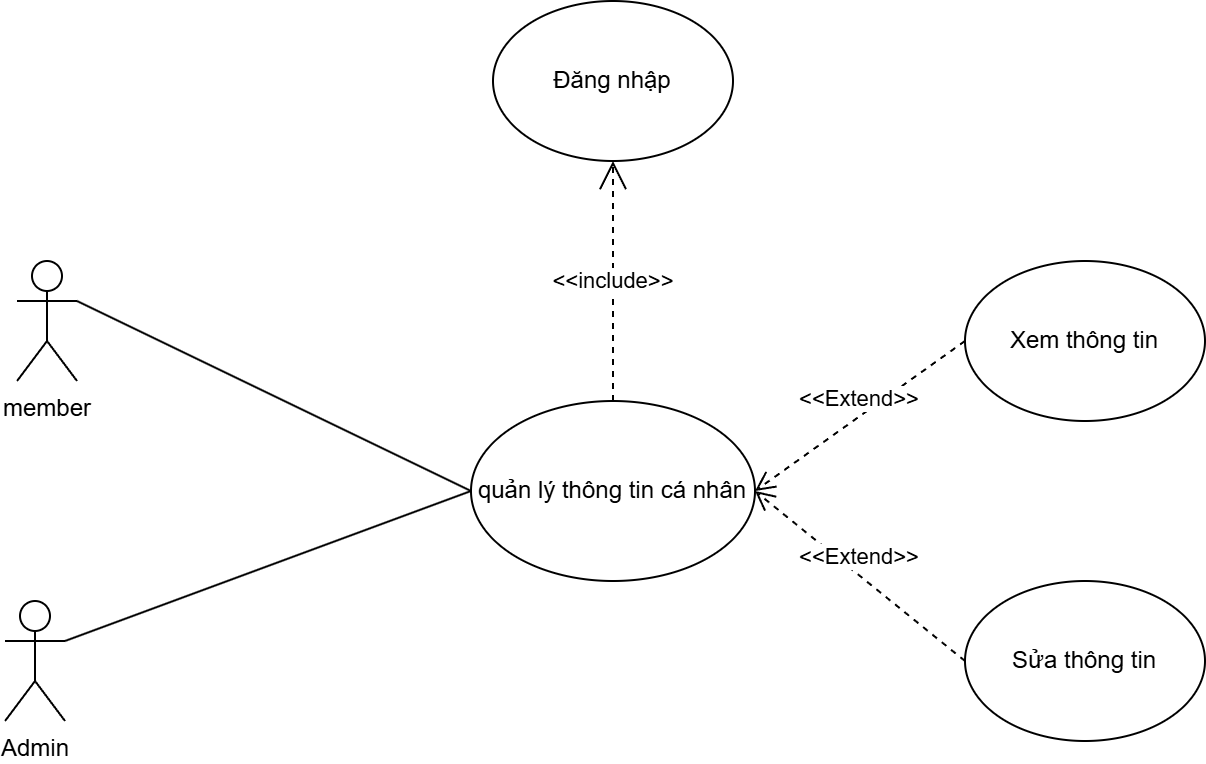 Đăng nhập
<<include>>
member
Xem thông tin
<<Extend>>
quản lý thông tin cá nhân
<<Extend>>
Sửa thông tin
Admin